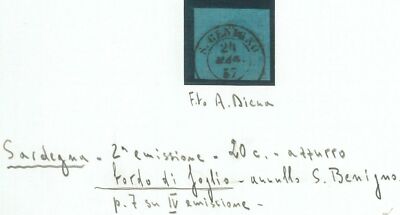 S. BENIGNO
24
MAG.
57
F.to A. Diena
Sardegna - 2ª emissione - 20 c. - azzurro
bordo di foglio - annullo S. Benigno
p. 7 su IV emissione -